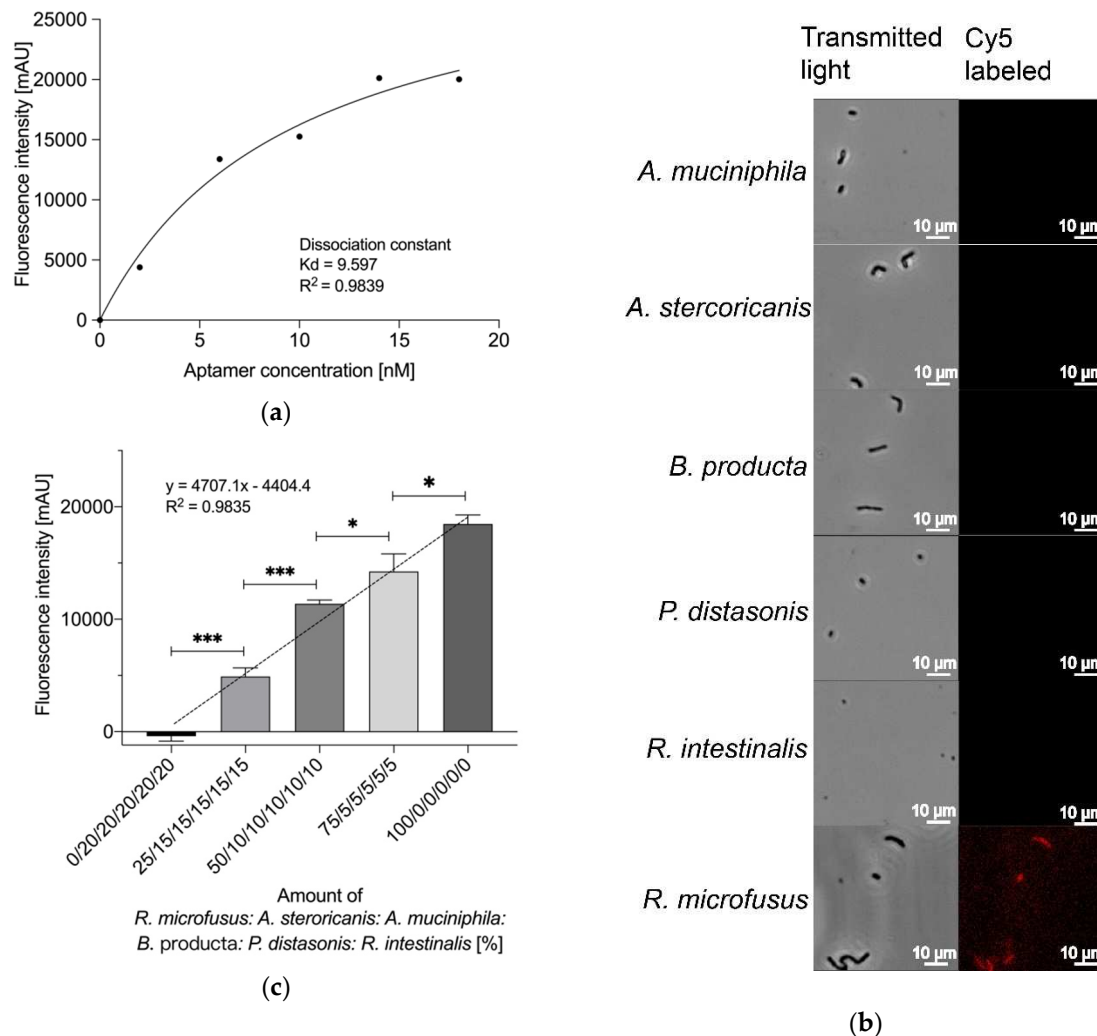 (a)
25000
20000
15000
10000
5000
0
Fluorescence intensity [mAU]
Dissociation constant
Kd = 9.597
R² = 0.9839
0 5 10 15 20
Aptamer concentration [nM]
(a)
(c)
y = 4707.1x - 4404.4
R² = 0.9835
*** *** * *
20000
10000
0
Fluorescence intensity [mAU]
0/20/20/20/20/20
25/15/15/15/15/15
50/10/10/10/10/10
75/5/5/5/5/5
100/0/0/0/0/0
Amount of
R. microfusus: A. steroricanis: A. muciniphila:
B. producta: P. distasonis: R. intestinalis [%]
(c)
(b)
Transmitted light
Cy5 labeled
A. muciniphila
10 µm 10 µm
A. stercoricanis
10 µm 10 µm
B. producta
10 µm 10 µm
P. distasonis
10 µm 10 µm
R. intestinalis
10 µm 10 µm
R. microfusus
10 µm 10 µm
(b)